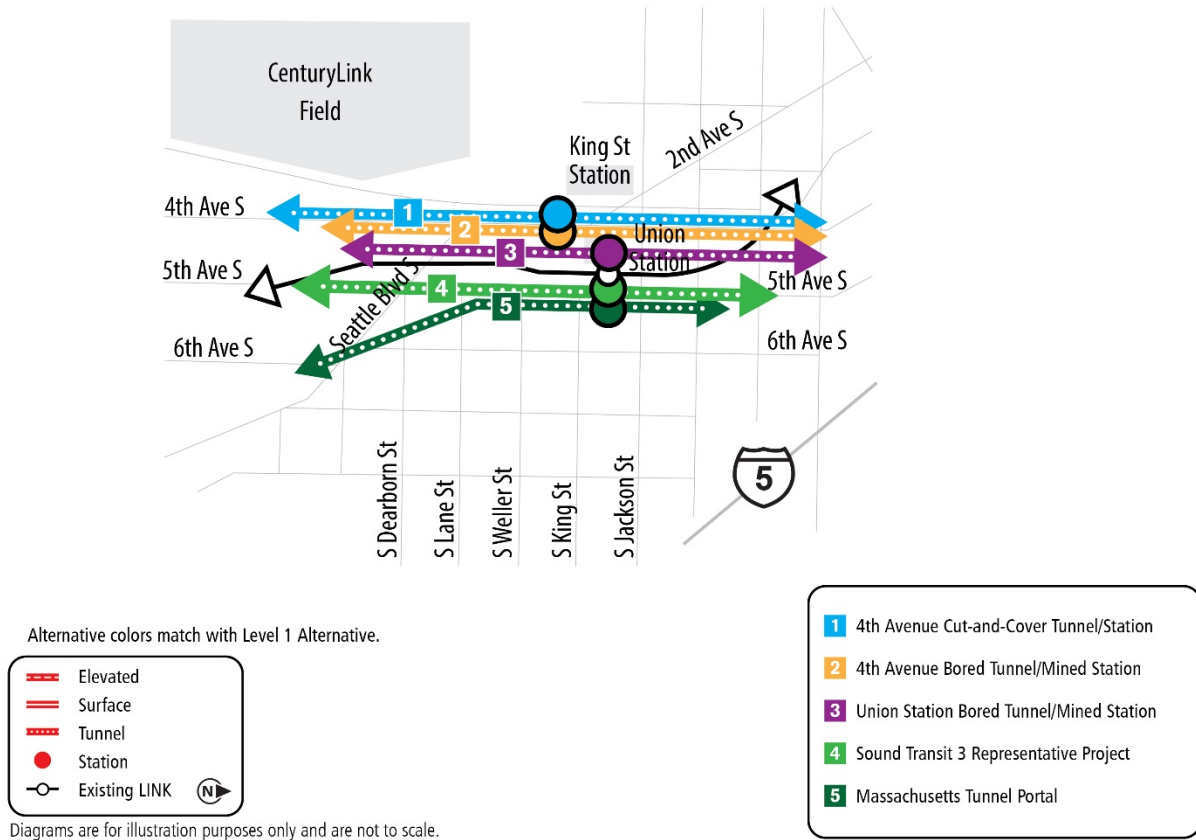 CenturyLink
Field
King St
Station
2nd Ave S
4th Ave S
1
2
3
Union
Station
5th Ave S
4
5th Ave S
5
Seattle Blvd S
6th Ave S
6th Ave S
S Dearborn St
S Lane St
S Weller St
S King St
S Jackson St
5
Alternative colors match with Level 1 Alternative.
Elevated
Surface
Tunnel
Station
Existing LINK
N
Diagrams are for illustration purposes only and are not to scale.
1 4th Avenue Cut-and-Cover Tunnel/Station
2 4th Avenue Bored Tunnel/Mined Station
3 Union Station Bored Tunnel/Mined Station
4 Sound Transit 3 Representative Project
5 Massachusetts Tunnel Portal